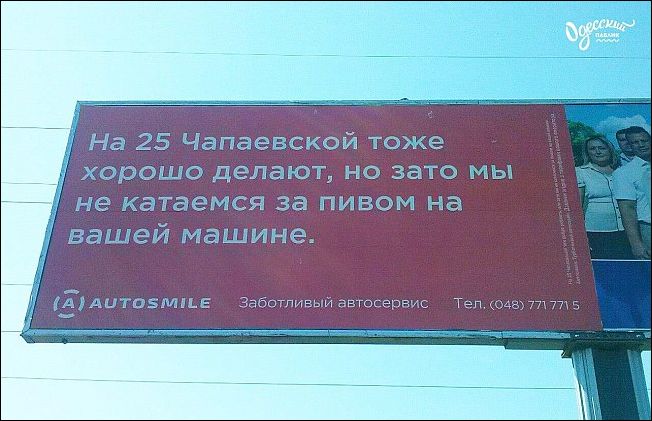 Одесский
ПАБЛИК
На 25 Чапаевской тоже
хорошо делают, но зато мы
не катаемся за пивом на
вашей машине.
(A) AUTOSMILE Заботливый автосервис Тел. (048) 771 771 5